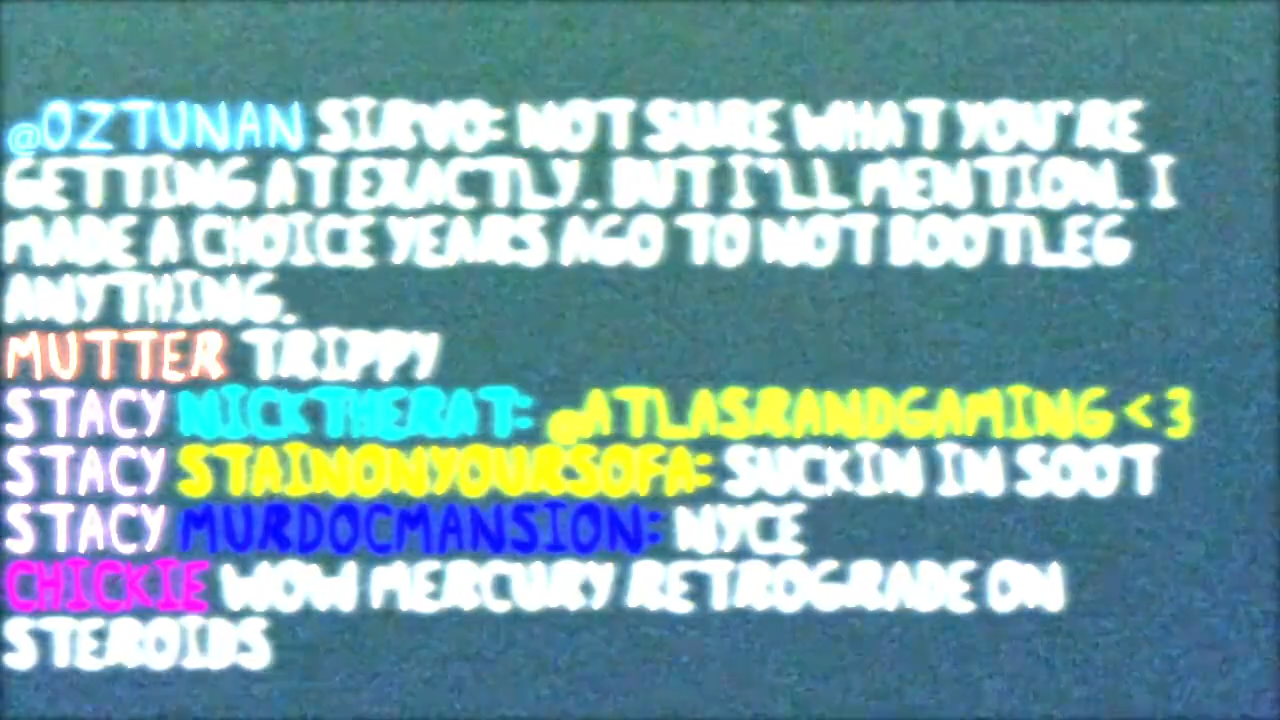 @OZTUNAN SIRVO: NOT SURE WHAT YOU'RE
GETTING AT EXACTLY. BUT I'LL MENTION. I
MADE A CHOICE YEARS AGO TO NOT BOOTLEG
ANYTHING.
MUTTER TRIPPY
STACY NICKTHERAT: @ATLASRANDGAMING <3
STACY STAINONYOURSOFA: SUCKIN IN SOOT
STACY MURDOCMANSION: NYCE
CHICKIE WOW MERCURY RETROGRADE ON
STEROIDS